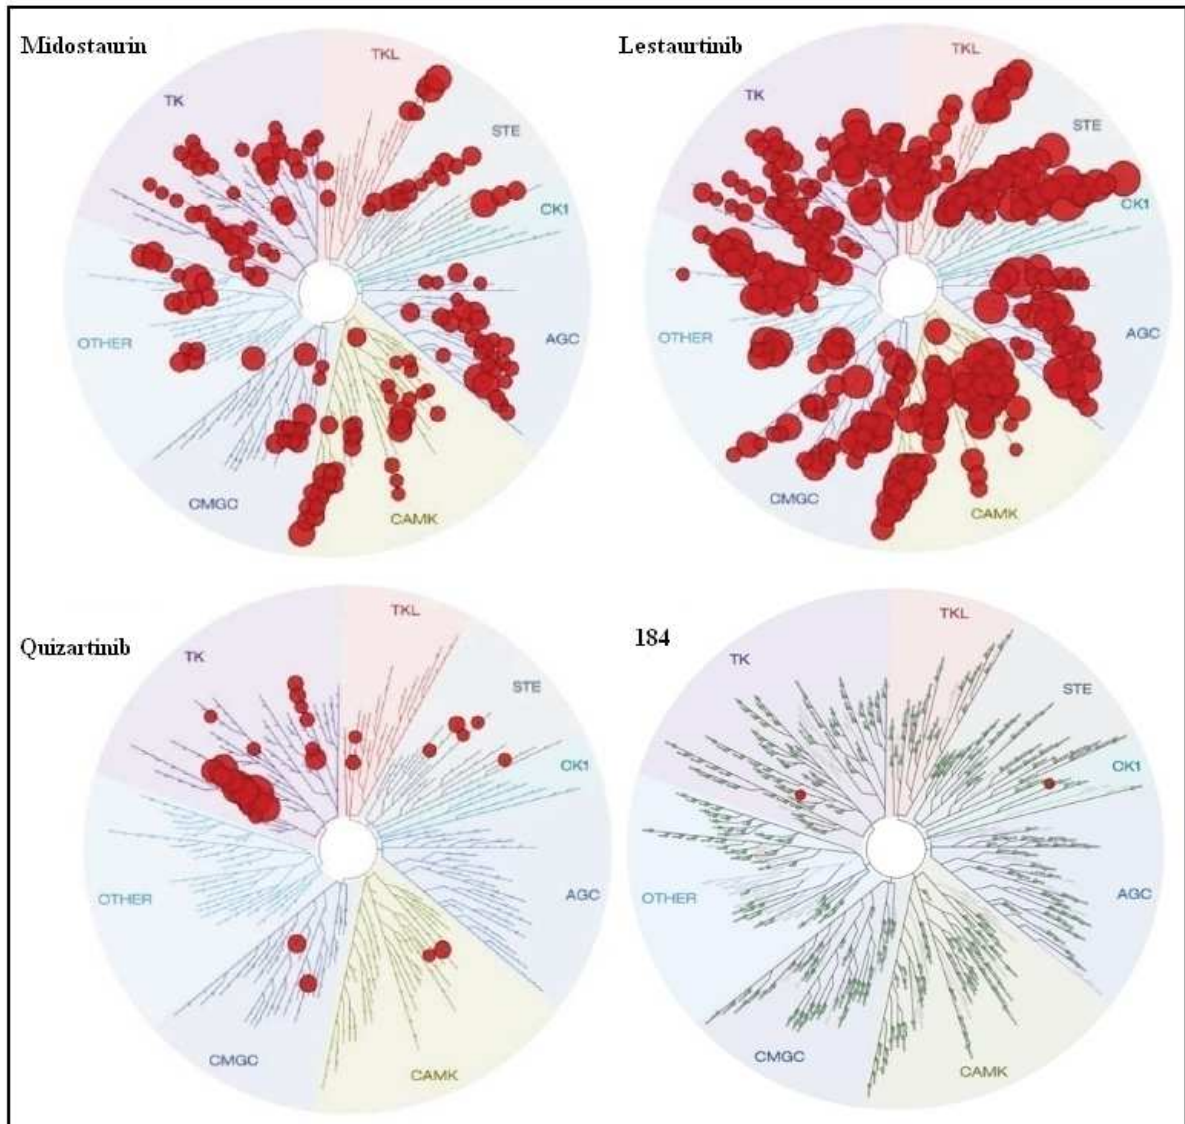 Midostaurin
TKL
TK
STE
CK1
AGC
OTHER
CMGC
CAMK
Lestaurtinib
TKL
TK
STE
CK1
AGC
OTHER
CMGC
CAMK
Quizartinib
TKL
TK
STE
CK1
AGC
OTHER
CMGC
CAMK
184
TKL
TK
STE
CK1
AGC
OTHER
CMGC
CAMK